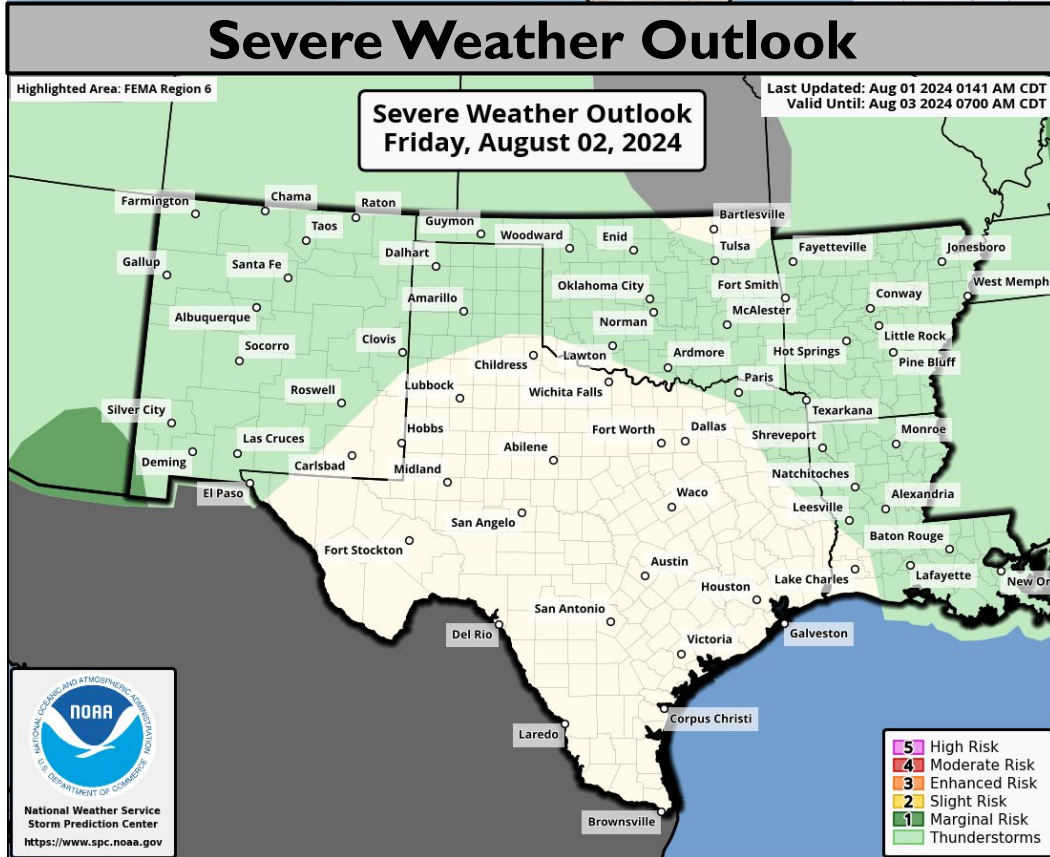 Severe Weather Outlook
Highlighted Area: FEMA Region 6
Last Updated: Aug 01 2024 0141 AM CDT
Valid Until: Aug 03 2024 0700 AM CDT
Severe Weather Outlook
Friday, August 02, 2024
Farmington
Chama
Raton
Taos
Guymon
Woodward
Enid
Bartlesville
Tulsa
Fayetteville
Jonesboro
Gallup
Santa Fe
Dalhart
Oklahoma City
Fort Smith
West Memph
Albuquerque
Amarillo
Norman
McAlester
Conway
Socorro
Clovis
Childress
Lawton
Ardmore
Hot Springs
Little Rock
Pine Bluff
Roswell
Lubbock
Wichita Falls
Paris
Texarkana
Silver City
Las Cruces
Hobbs
Abilene
Fort Worth
Dallas
Shreveport
Monroe
Deming
Carlsbad
Midland
Natchitoches
El Paso
San Angelo
Waco
Leesville
Alexandria
Fort Stockton
Baton Rouge
Austin
Houston
Lake Charles
Lafayette
New Or
San Antonio
Del Rio
Victoria
Galveston
Laredo
Corpus Christi
Brownsville
NATIONAL OCEANIC AND ATMOSPHERIC ADMINISTRATION
NOAA
U.S. DEPARTMENT OF COMMERCE
National Weather Service
Storm Prediction Center
https://www.spc.noaa.gov
5 High Risk
4 Moderate Risk
3 Enhanced Risk
2 Slight Risk
1 Marginal Risk
Thunderstorms